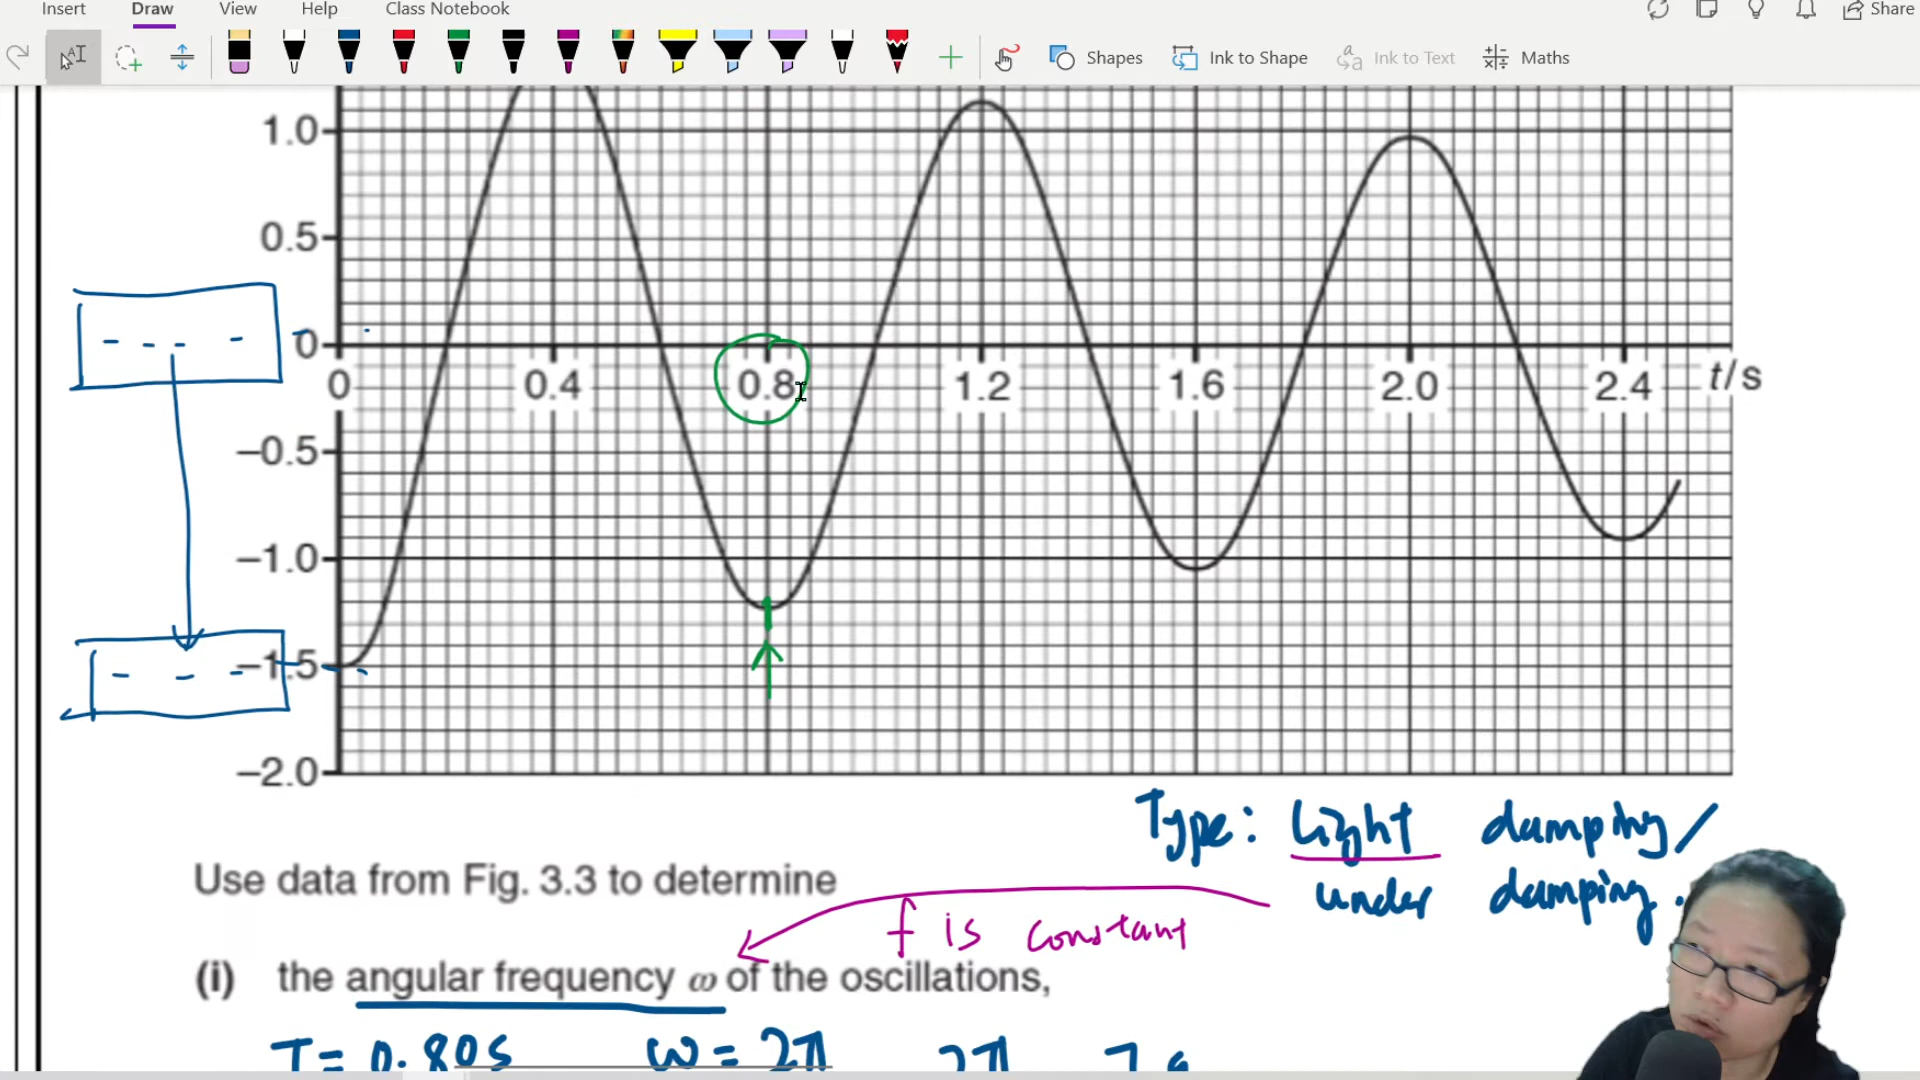 Insert Draw View Help Class Notebook Share
Shapes Ink to Shape Ink to Text Maths
1.0
0.5
0
0 0.4 0.8 1.2 1.6 2.0 2.4 t/s
−0.5
−1.0
−1.5
−2.0
Type: Light damping/
under damping.
Use data from Fig. 3.3 to determine
f is constant
(i) the angular frequency ω of the oscillations,
T= 0.80s ω = 2π 2π